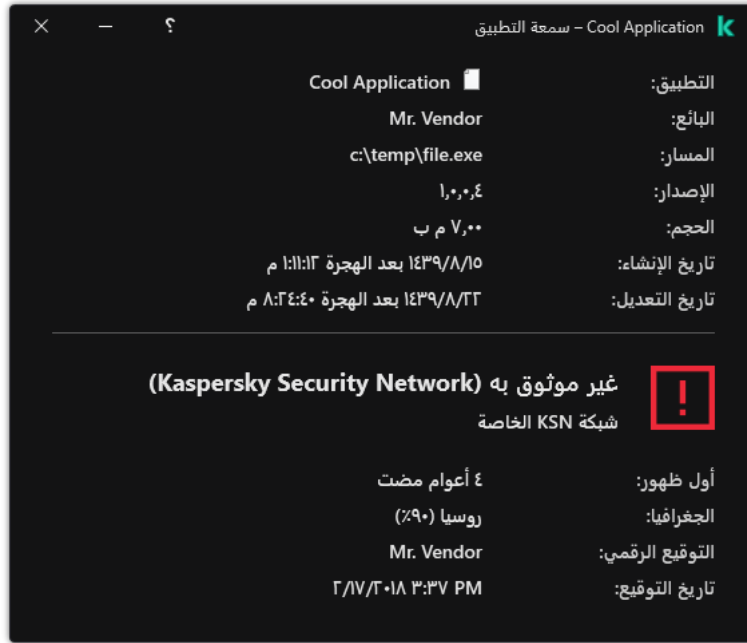 Cool Application – سمعة التطبيق
التطبيق: Cool Application
البائع: Mr. Vendor
المسار: c:\temp\file.exe
الإصدار: ١,٠,٠,٤
الحجم: ٧,٠٠ م ب
تاريخ الإنشاء: ١٤٣٩/٨/١٥ بعد الهجرة ١:١١:١٢ م
تاريخ التعديل: ١٤٣٩/٨/٢٢ بعد الهجرة ٨:٢٤:٤٠ م
غير موثوق به (Kaspersky Security Network)
شبكة KSN الخاصة
أول ظهور: ٤ أعوام مضت
الجغرافيا: روسيا (٩٠٪)
التوقيع الرقمي: Mr. Vendor
تاريخ التوقيع: ٢/١٧/٢٠١٨ ٣:٣٧ PM